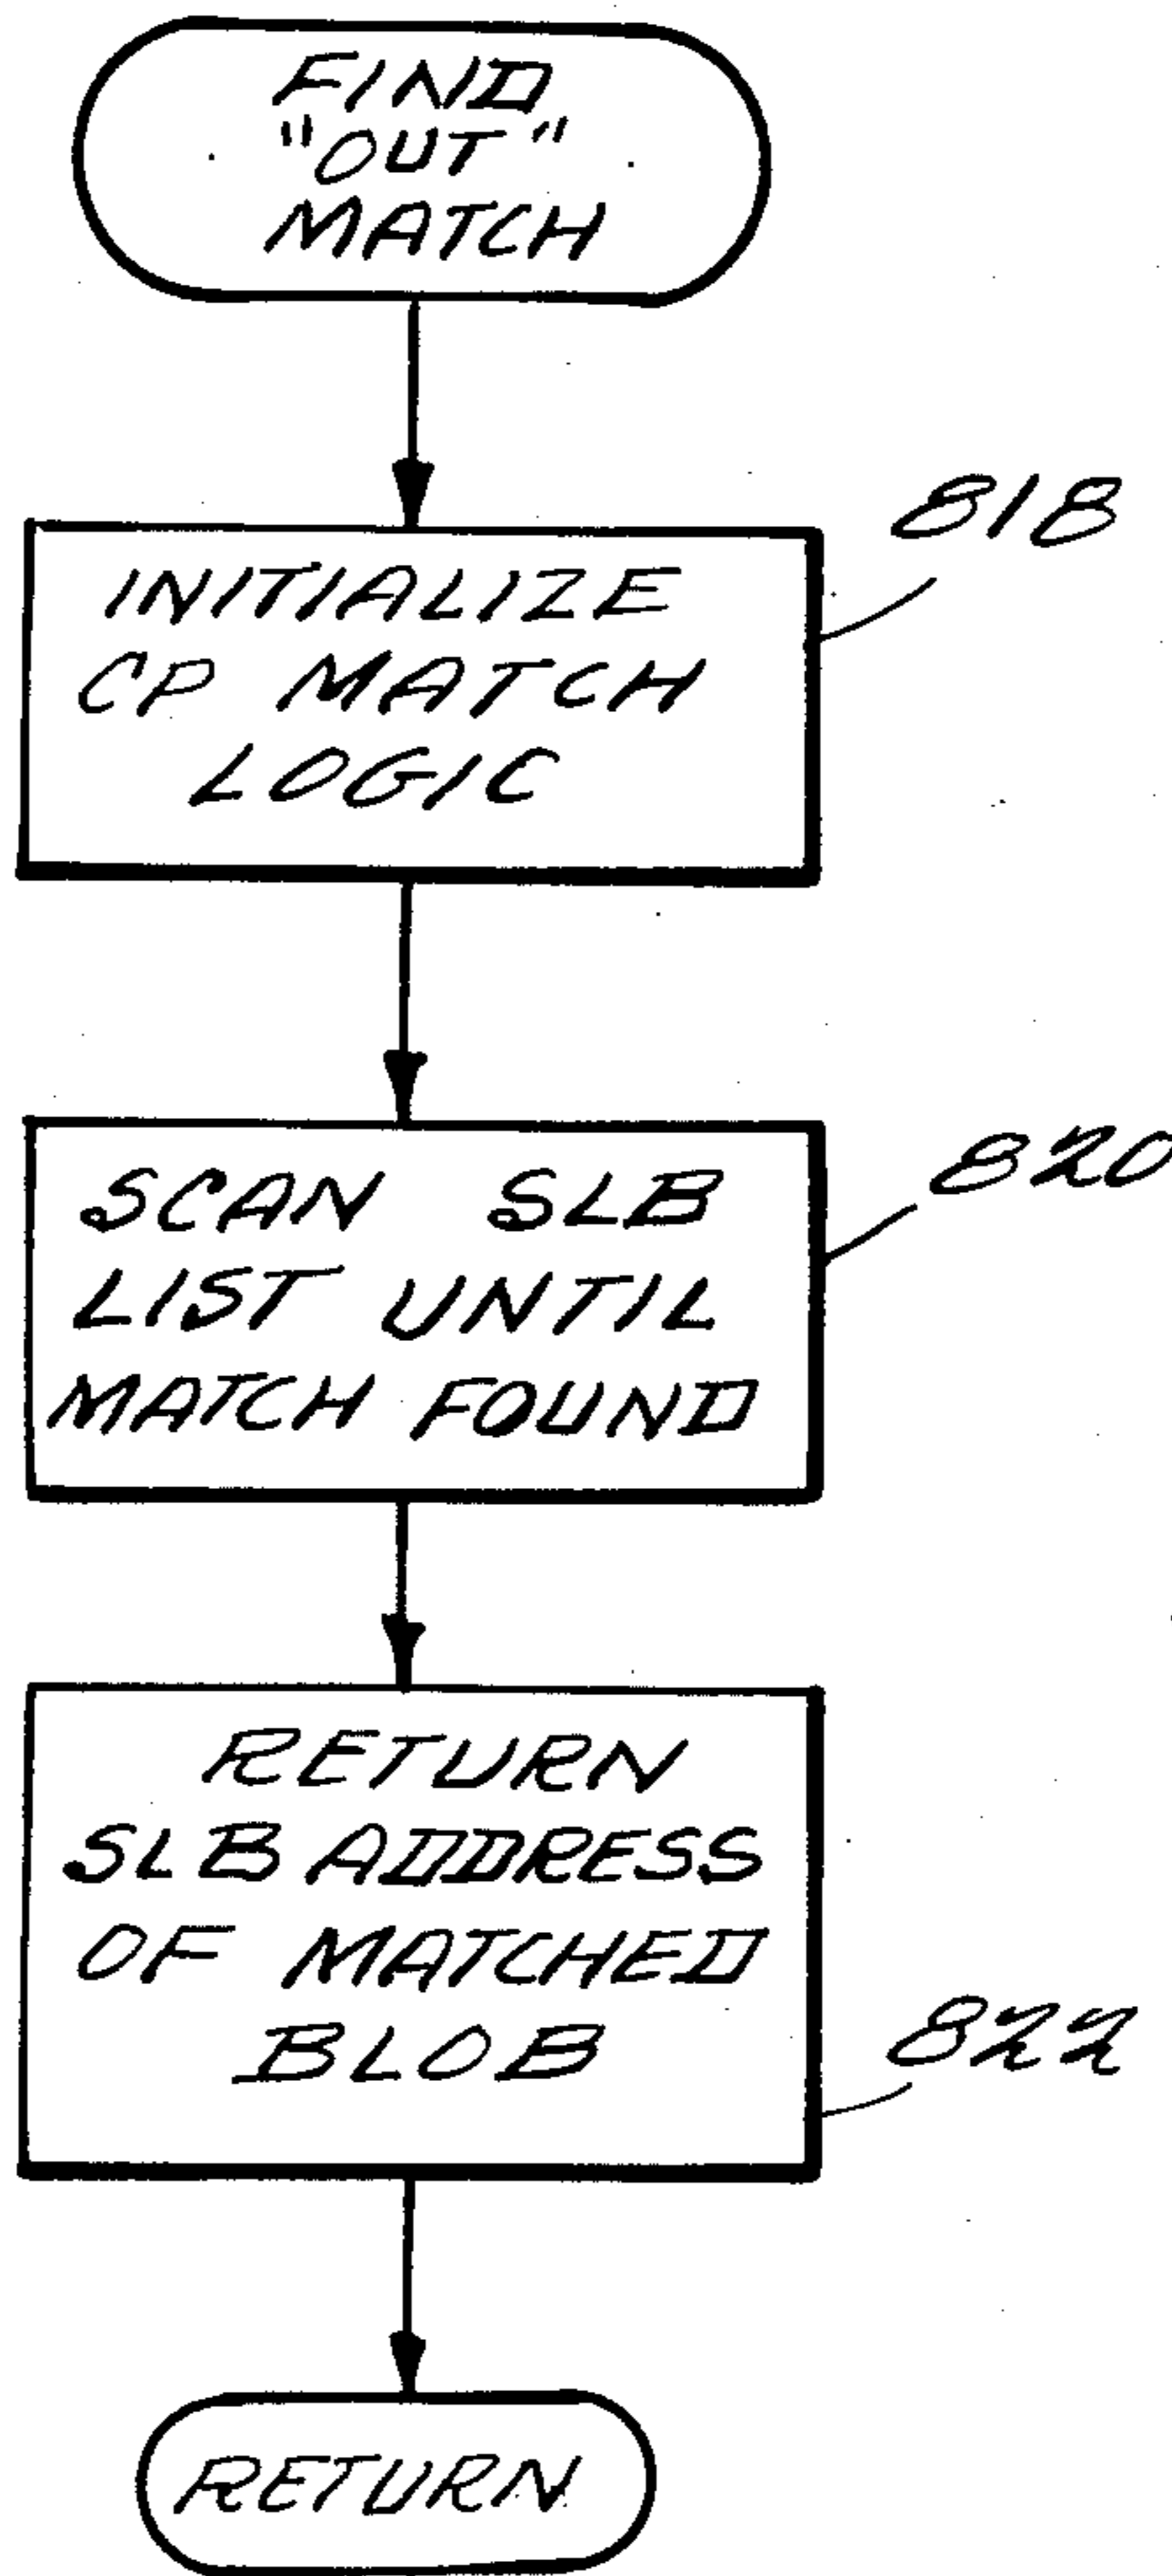 FIND
"OUT"
MATCH
818
INITIALIZE
CP MATCH
LOGIC
820
SCAN SLB
LIST UNTIL
MATCH FOUND
RETURN
SLB ADDRESS
OF MATCHED
BLOB
822
RETURN